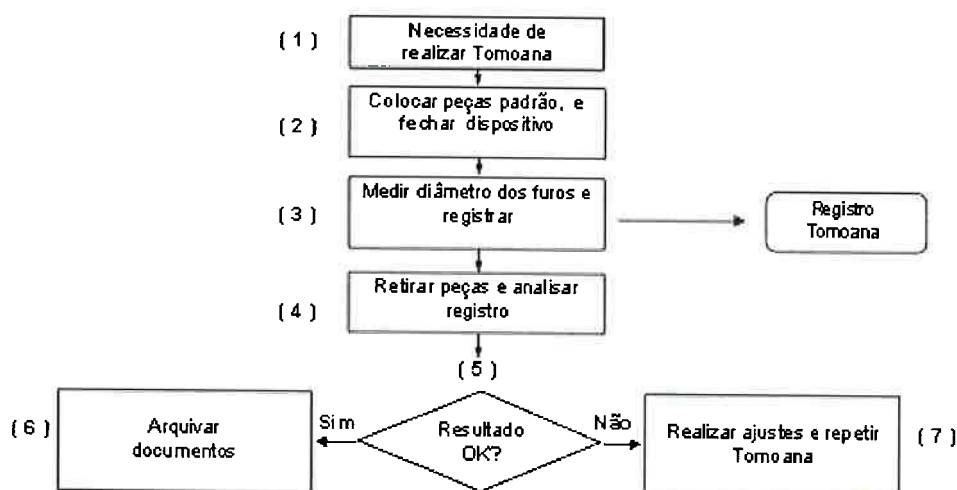 ( 1 )
Necessidade de
realizar Tomoana
( 2 )
Colocar peças padrão, e
fechar dispositivo
( 3 )
Medir diâmetro dos furos e
registrar
Registro
Tomoana
( 4 )
Retirar peças e analisar
registro
( 5 )
( 6 )
Arquivar
documentos
Sim
Resultado
OK?
Não
Realizar ajustes e repetir
Tomoana
( 7 )